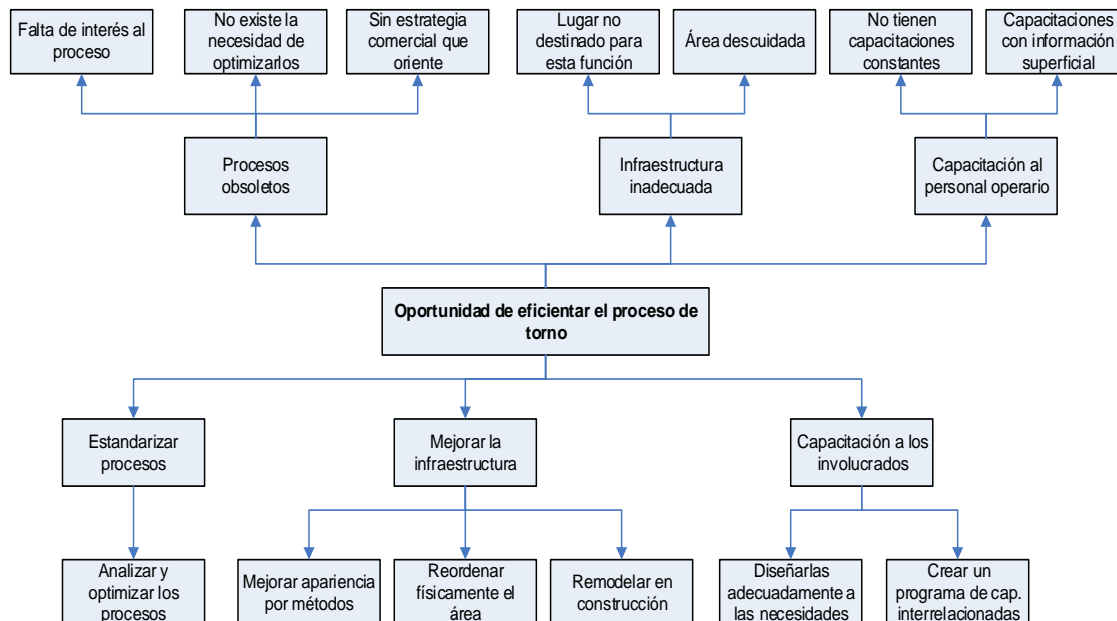 Falta de interés al
proceso
No existe la
necesidad de
optimizarlos
Sin estrategia
comercial que
oriente
Lugar no
destinado para
esta función
Área descuidada
No tienen
capacitaciones
constantes
Capacitaciones
con información
superficial
Procesos
obsoletos
Infraestructura
inadecuada
Capacitación al
personal operario
Oportunidad de eficientar el proceso de
torno
Estandarizar
procesos
Mejorar la
infraestructura
Capacitación a los
involucrados
Analizar y
optimizar los
procesos
Mejorar apariencia
por métodos
Reordenar
físicamente el
área
Remodelar en
construcción
Diseñarlas
adecuadamente a
las necesidades
Crear un
programa de cap.
interrelacionadas